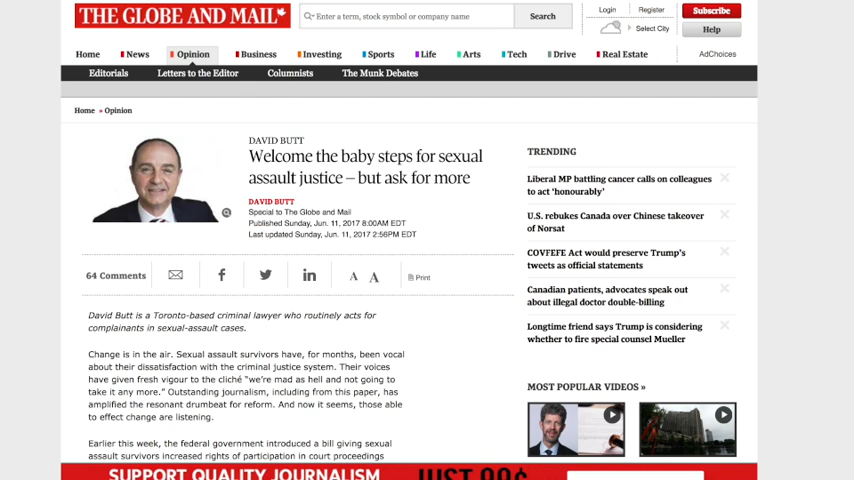 THE GLOBE AND MAIL
Enter a term, stock symbol or company name
Search
Login
Register
Subscribe
Select City
Help
Home
News
Opinion
Business
Investing
Sports
Life
Arts
Tech
Drive
Real Estate
AdChoices
Editorials
Letters to the Editor
Columnists
The Munk Debates
Home » Opinion
DAVID BUTT
Welcome the baby steps for sexual
assault justice – but ask for more
DAVID BUTT
Special to The Globe and Mail
Published Sunday, Jun. 11, 2017 8:00AM EDT
Last updated Sunday, Jun. 11, 2017 2:56PM EDT
64 Comments
A A
Print
David Butt is a Toronto-based criminal lawyer who routinely acts for
complainants in sexual-assault cases.
Change is in the air. Sexual assault survivors have, for months, been vocal
about their dissatisfaction with the criminal justice system. Their voices
have given fresh vigour to the cliché “we’re mad as hell and not going to
take it any more.” Outstanding journalism, including from this paper, has
amplified the resonant drumbeat for reform. And now it seems, those able
to effect change are listening.
Earlier this week, the federal government introduced a bill giving sexual
assault survivors increased rights of participation in court proceedings
TRENDING
Liberal MP battling cancer calls on colleagues
to act ‘honourably’
U.S. rebukes Canada over Chinese takeover
of Norsat
COVFEFE Act would preserve Trump’s
tweets as official statements
Canadian patients, advocates speak out
about illegal doctor double-billing
Longtime friend says Trump is considering
whether to fire special counsel Mueller
MOST POPULAR VIDEOS »
SUPPORT QUALITY JOURNALISM
JUST 99¢